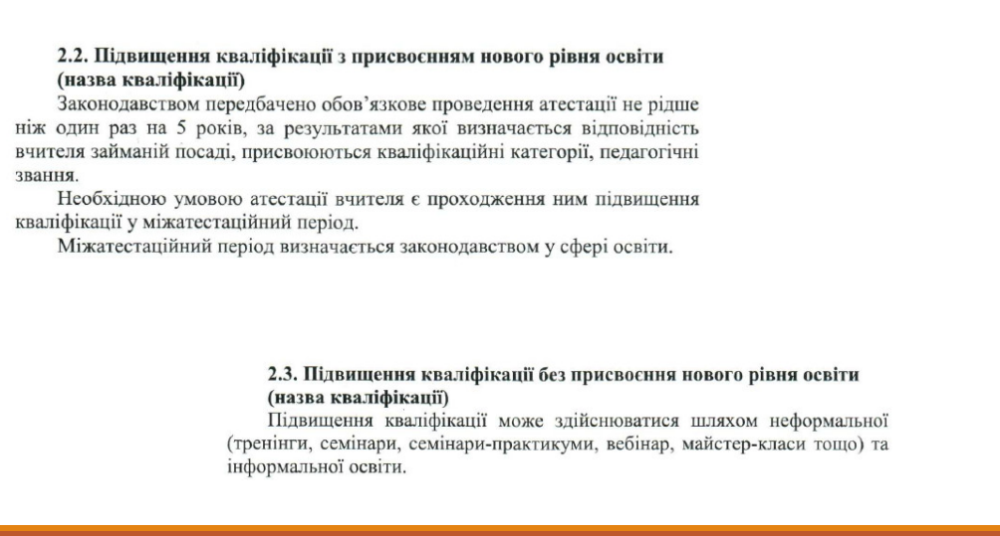 2.2. Підвищення кваліфікації з присвоєнням нового рівня освіти
(назва кваліфікації)
Законодавством передбачено обов’язкове проведення атестації не рідше
ніж один раз на 5 років, за результатами якої визначається відповідність
вчителя займаній посаді, присвоюються кваліфікаційні категорії, педагогічні
звання.
Необхідною умовою атестації вчителя є проходження ним підвищення
кваліфікації у міжатестаційний період.
Міжатестаційний період визначається законодавством у сфері освіти.
2.3. Підвищення кваліфікації без присвоєння нового рівня освіти
(назва кваліфікації)
Підвищення кваліфікації може здійснюватися шляхом неформальної
(тренінги, семінари, семінари-практикуми, вебінар, майстер-класи тощо) та
інформальної освіти.